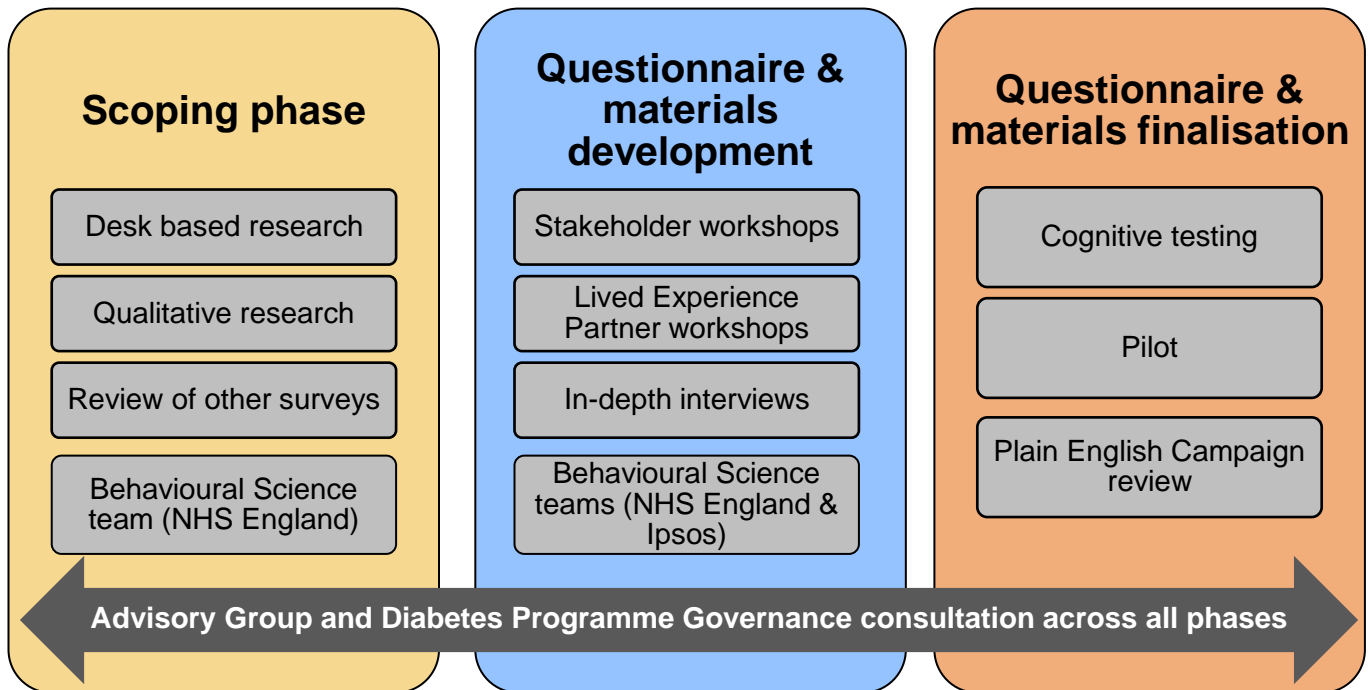 Scoping phase
Desk based research
Qualitative research
Review of other surveys
Behavioural Science
team (NHS England)
Questionnaire &
materials
development
Stakeholder workshops
Lived Experience
Partner workshops
In-depth interviews
Behavioural Science
teams (NHS England &
Ipsos)
Questionnaire &
materials finalisation
Cognitive testing
Pilot
Plain English Campaign
review
Advisory Group and Diabetes Programme Governance consultation across all phases